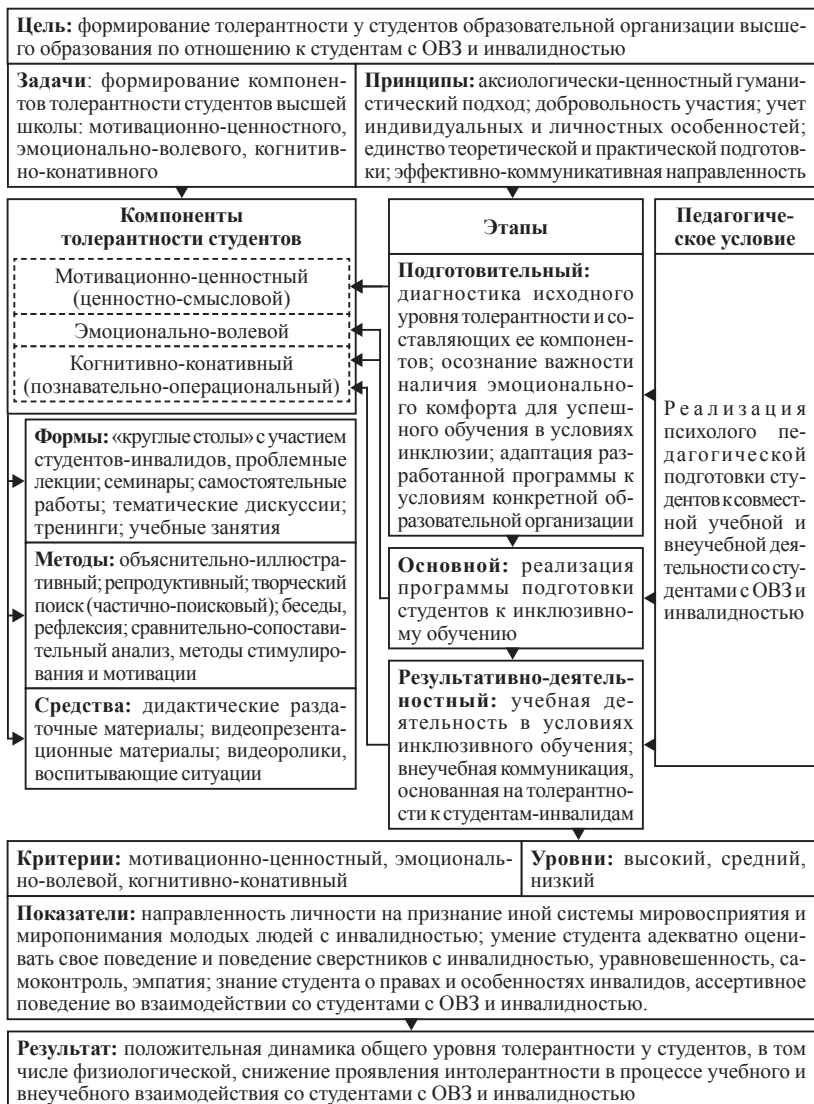 Цель: формирование толерантности у студентов образовательной организации высше-
го образования по отношению к студентам с ОВЗ и инвалидностью
Задачи: формирование компонен-
тов толерантности студентов высшей
школы: мотивационно-ценностного,
эмоционально-волевого, когнитив-
но-конативного
Принципы: аксиологически-ценностный гумани-
стический подход; добровольность участия; учет
индивидуальных и личностных особенностей;
единство теоретической и практической подготов-
ки; эффективно-коммуникативная направленность
Компоненты
толерантности студентов
Мотивационно-ценностный
(ценностно-смысловой)
Эмоционально-волевой
Когнитивно-конативный
(познавательно-операциональный)
Формы: «круглые столы» с участием
студентов-инвалидов, проблемные
лекции; семинары; самостоятельные
работы; тематические дискуссии;
тренинги; учебные занятия
Методы: объяснительно-иллюстра-
тивный; репродуктивный; творческий
поиск (частично-поисковый); беседы,
рефлексия; сравнительно-сопостави-
тельный анализ, методы стимулиро-
вания и мотивации
Средства: дидактические разда-
точные материалы; видеопрезента-
ционные материалы; видеоролики,
воспитывающие ситуации
Этапы
Подготовительный:
диагностика исходного
уровня толерантности и со-
ставляющих ее компонен-
тов; осознание важности
наличия эмоционально-
го комфорта для успеш-
ного обучения в условиях
инклюзии; адаптация раз-
работанной программы к
условиям конкретной об-
разовательной организации
Основной: реализация
программы подготовки
студентов к инклюзивно-
му обучению
Результативно-деятель-
ностный: учебная де-
ятельность в условиях
инклюзивного обучения;
внеучебная коммуникация,
основанная на толерантно-
сти к студентам-инвалидам
Педагогиче-
ское условие
Реализация
психолого пе-
дагогической
подготовки сту-
дентов к совмест-
ной учебной и
внеучебной дея-
тельности со сту-
дентами с ОВЗ и
инвалидностью
Критерии: мотивационно-ценностный, эмоциональ-
но-волевой, когнитивно-конативный
Уровни: высокий, средний,
низкий
Показатели: направленность личности на признание иной системы мировосприятия и
миропонимания молодых людей с инвалидностью; умение студента адекватно оцени-
вать свое поведение и поведение сверстников с инвалидностью, уравновешенность, са-
моконтроль, эмпатия; знание студента о правах и особенностях инвалидов, ассертивное
поведение во взаимодействии со студентами с ОВЗ и инвалидностью.
Результат: положительная динамика общего уровня толерантности у студентов, в том
числе физиологической, снижение проявления интолерантности в процессе учебного и
внеучебного взаимодействия со студентами с ОВЗ и инвалидностью